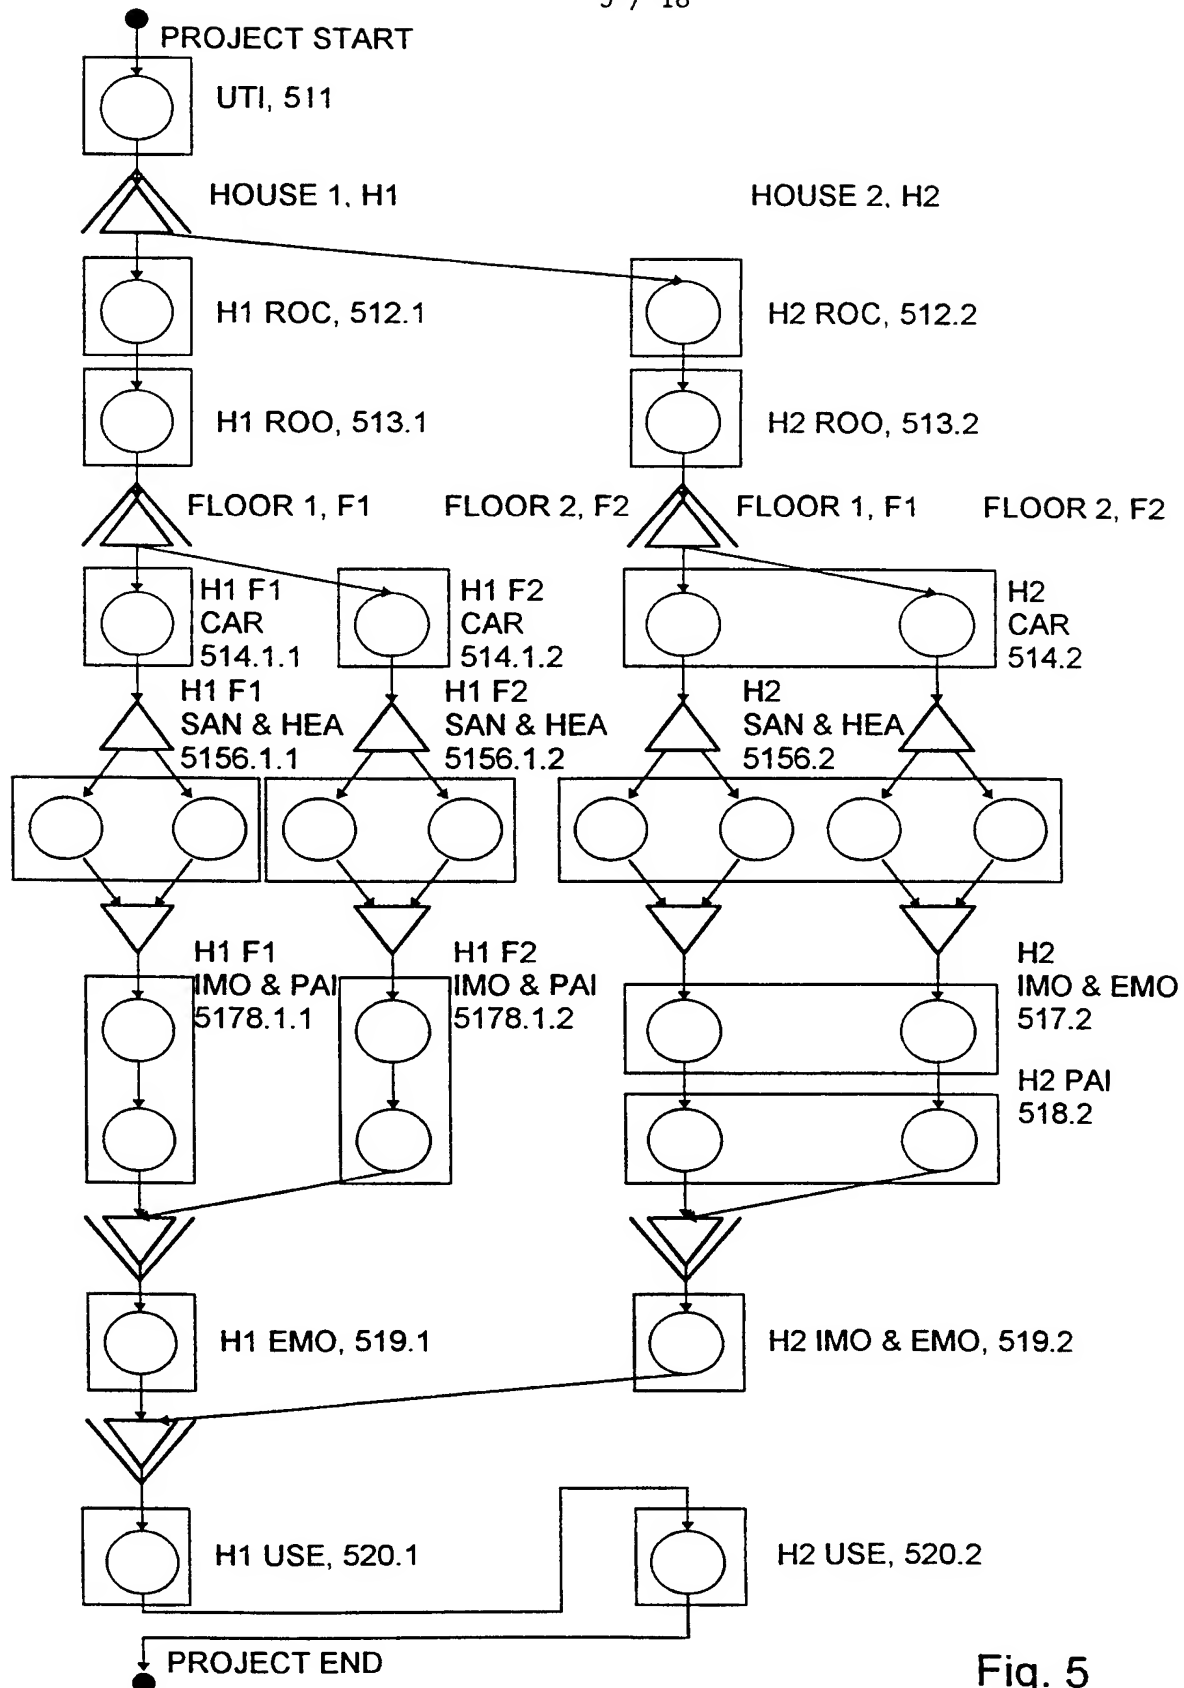 5 / 18
PROJECT START
UTI, 511
HOUSE 1, H1
HOUSE 2, H2
H1 ROC, 512.1
H2 ROC, 512.2
H1 ROO, 513.1
H2 ROO, 513.2
FLOOR 1, F1
FLOOR 2, F2
FLOOR 1, F1
FLOOR 2, F2
H1 F1
CAR
514.1.1
H1 F2
CAR
514.1.2
H2
CAR
514.2
H1 F1
SAN & HEA
5156.1.1
H1 F2
SAN & HEA
5156.1.2
H2
SAN & HEA
5156.2
H1 F1
IMO & PAI
5178.1.1
H1 F2
IMO & PAI
5178.1.2
H2
IMO & EMO
517.2
H2 PAI
518.2
H1 EMO, 519.1
H2 IMO & EMO, 519.2
H1 USE, 520.1
H2 USE, 520.2
PROJECT END
Fig. 5